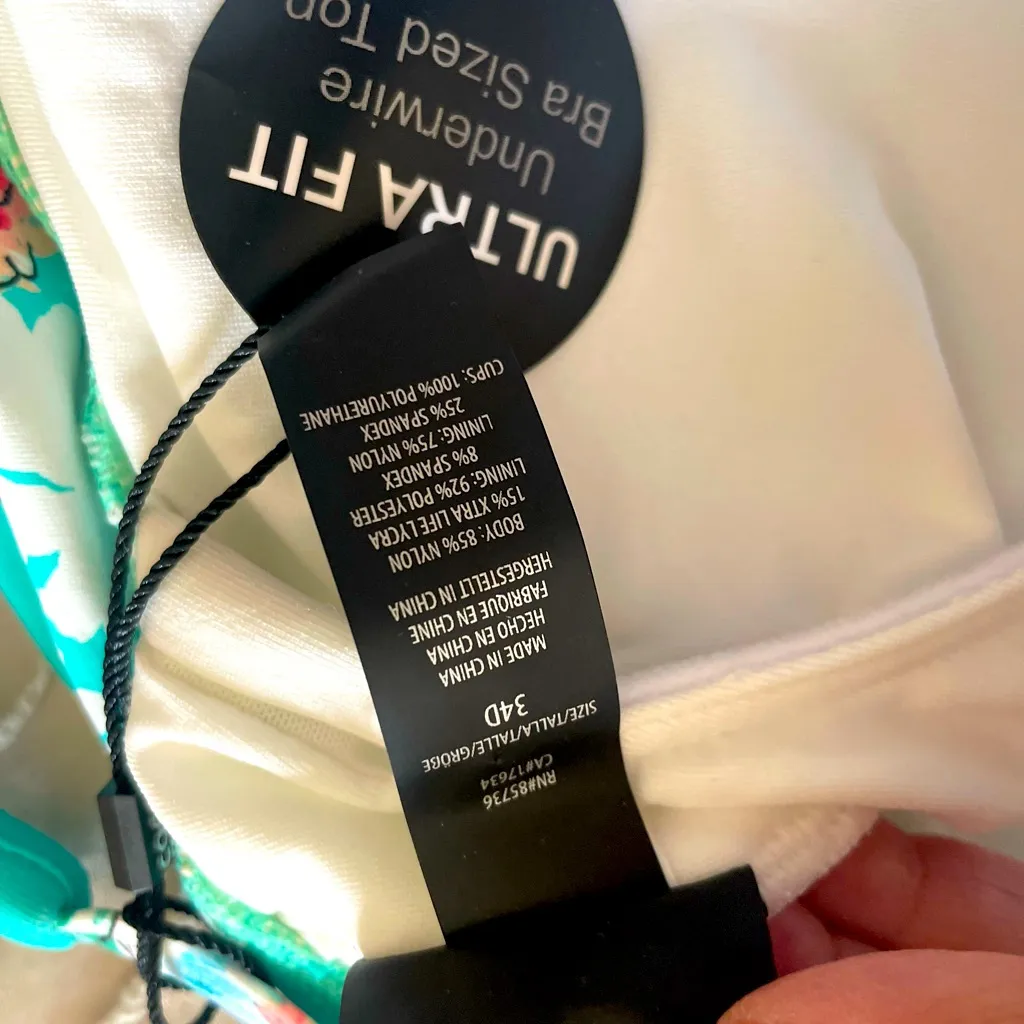 ULTRA FIT
Underwire
Bra Sized Top
RN#85736
CA#17634
SIZE/TALLA/TALLE/GRÖßE
34D
MADE IN CHINA
HECHO EN CHINA
FABRIQUE EN CHINE
HERGESTELLT IN CHINA
BODY: 85% NYLON
15% XTRA LIFE LYCRA
LINING: 92% POLYESTER
8% SPANDEX
LINING: 75% NYLON
25% SPANDEX
CUPS: 100% POLYURETHANE